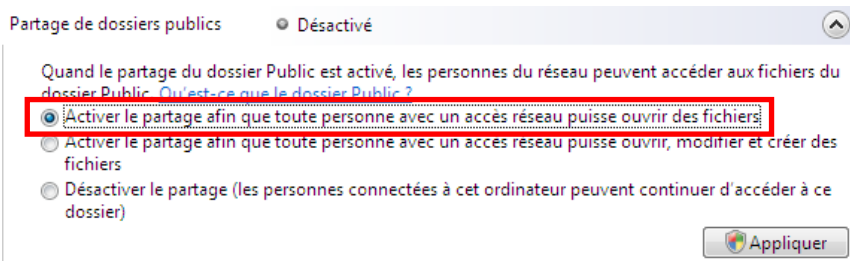 Partage de dossiers publics Désactivé
Quand le partage du dossier Public est activé, les personnes du réseau peuvent accéder aux fichiers du
dossier Public. Qu'est-ce que le dossier Public ?
Activer le partage afin que toute personne avec un accès réseau puisse ouvrir des fichiers
Activer le partage afin que toute personne avec un accès réseau puisse ouvrir, modifier et créer des
fichiers
Désactiver le partage (les personnes connectées à cet ordinateur peuvent continuer d'accéder à ce
dossier)
Appliquer